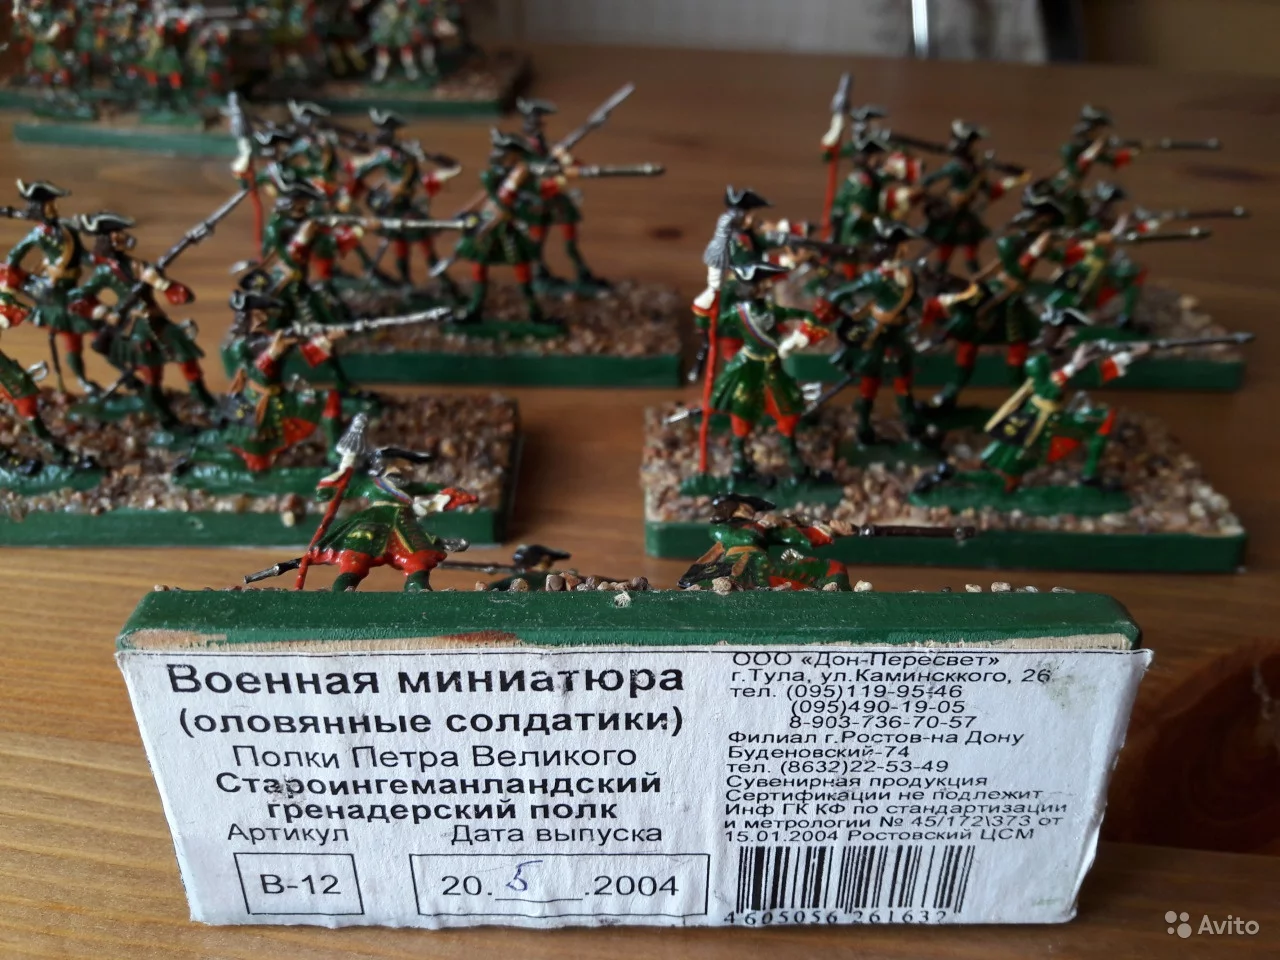 Военная миниатюра
(оловянные солдатики)
Полки Петра Великого
Староингеманландский
гренадерский полк
Артикул Дата выпуска
В-12 20. 5 .2004
ООО «Дон-Пересвет»
г.Тула, ул.Каминсккого, 26
тел. (095)119-95-46
(095)490-19-05
8-903-736-70-57
Филиал г.Ростов-на Дону
Буденовский-74
тел. (8632)22-53-49
Сувенирная продукция
Сертификации не подлежит
Инф ГК КФ по стандартизации
и метрологии № 45/172\373 от
15.01.2004 Ростовский ЦСМ
4 605056 261632
Avito